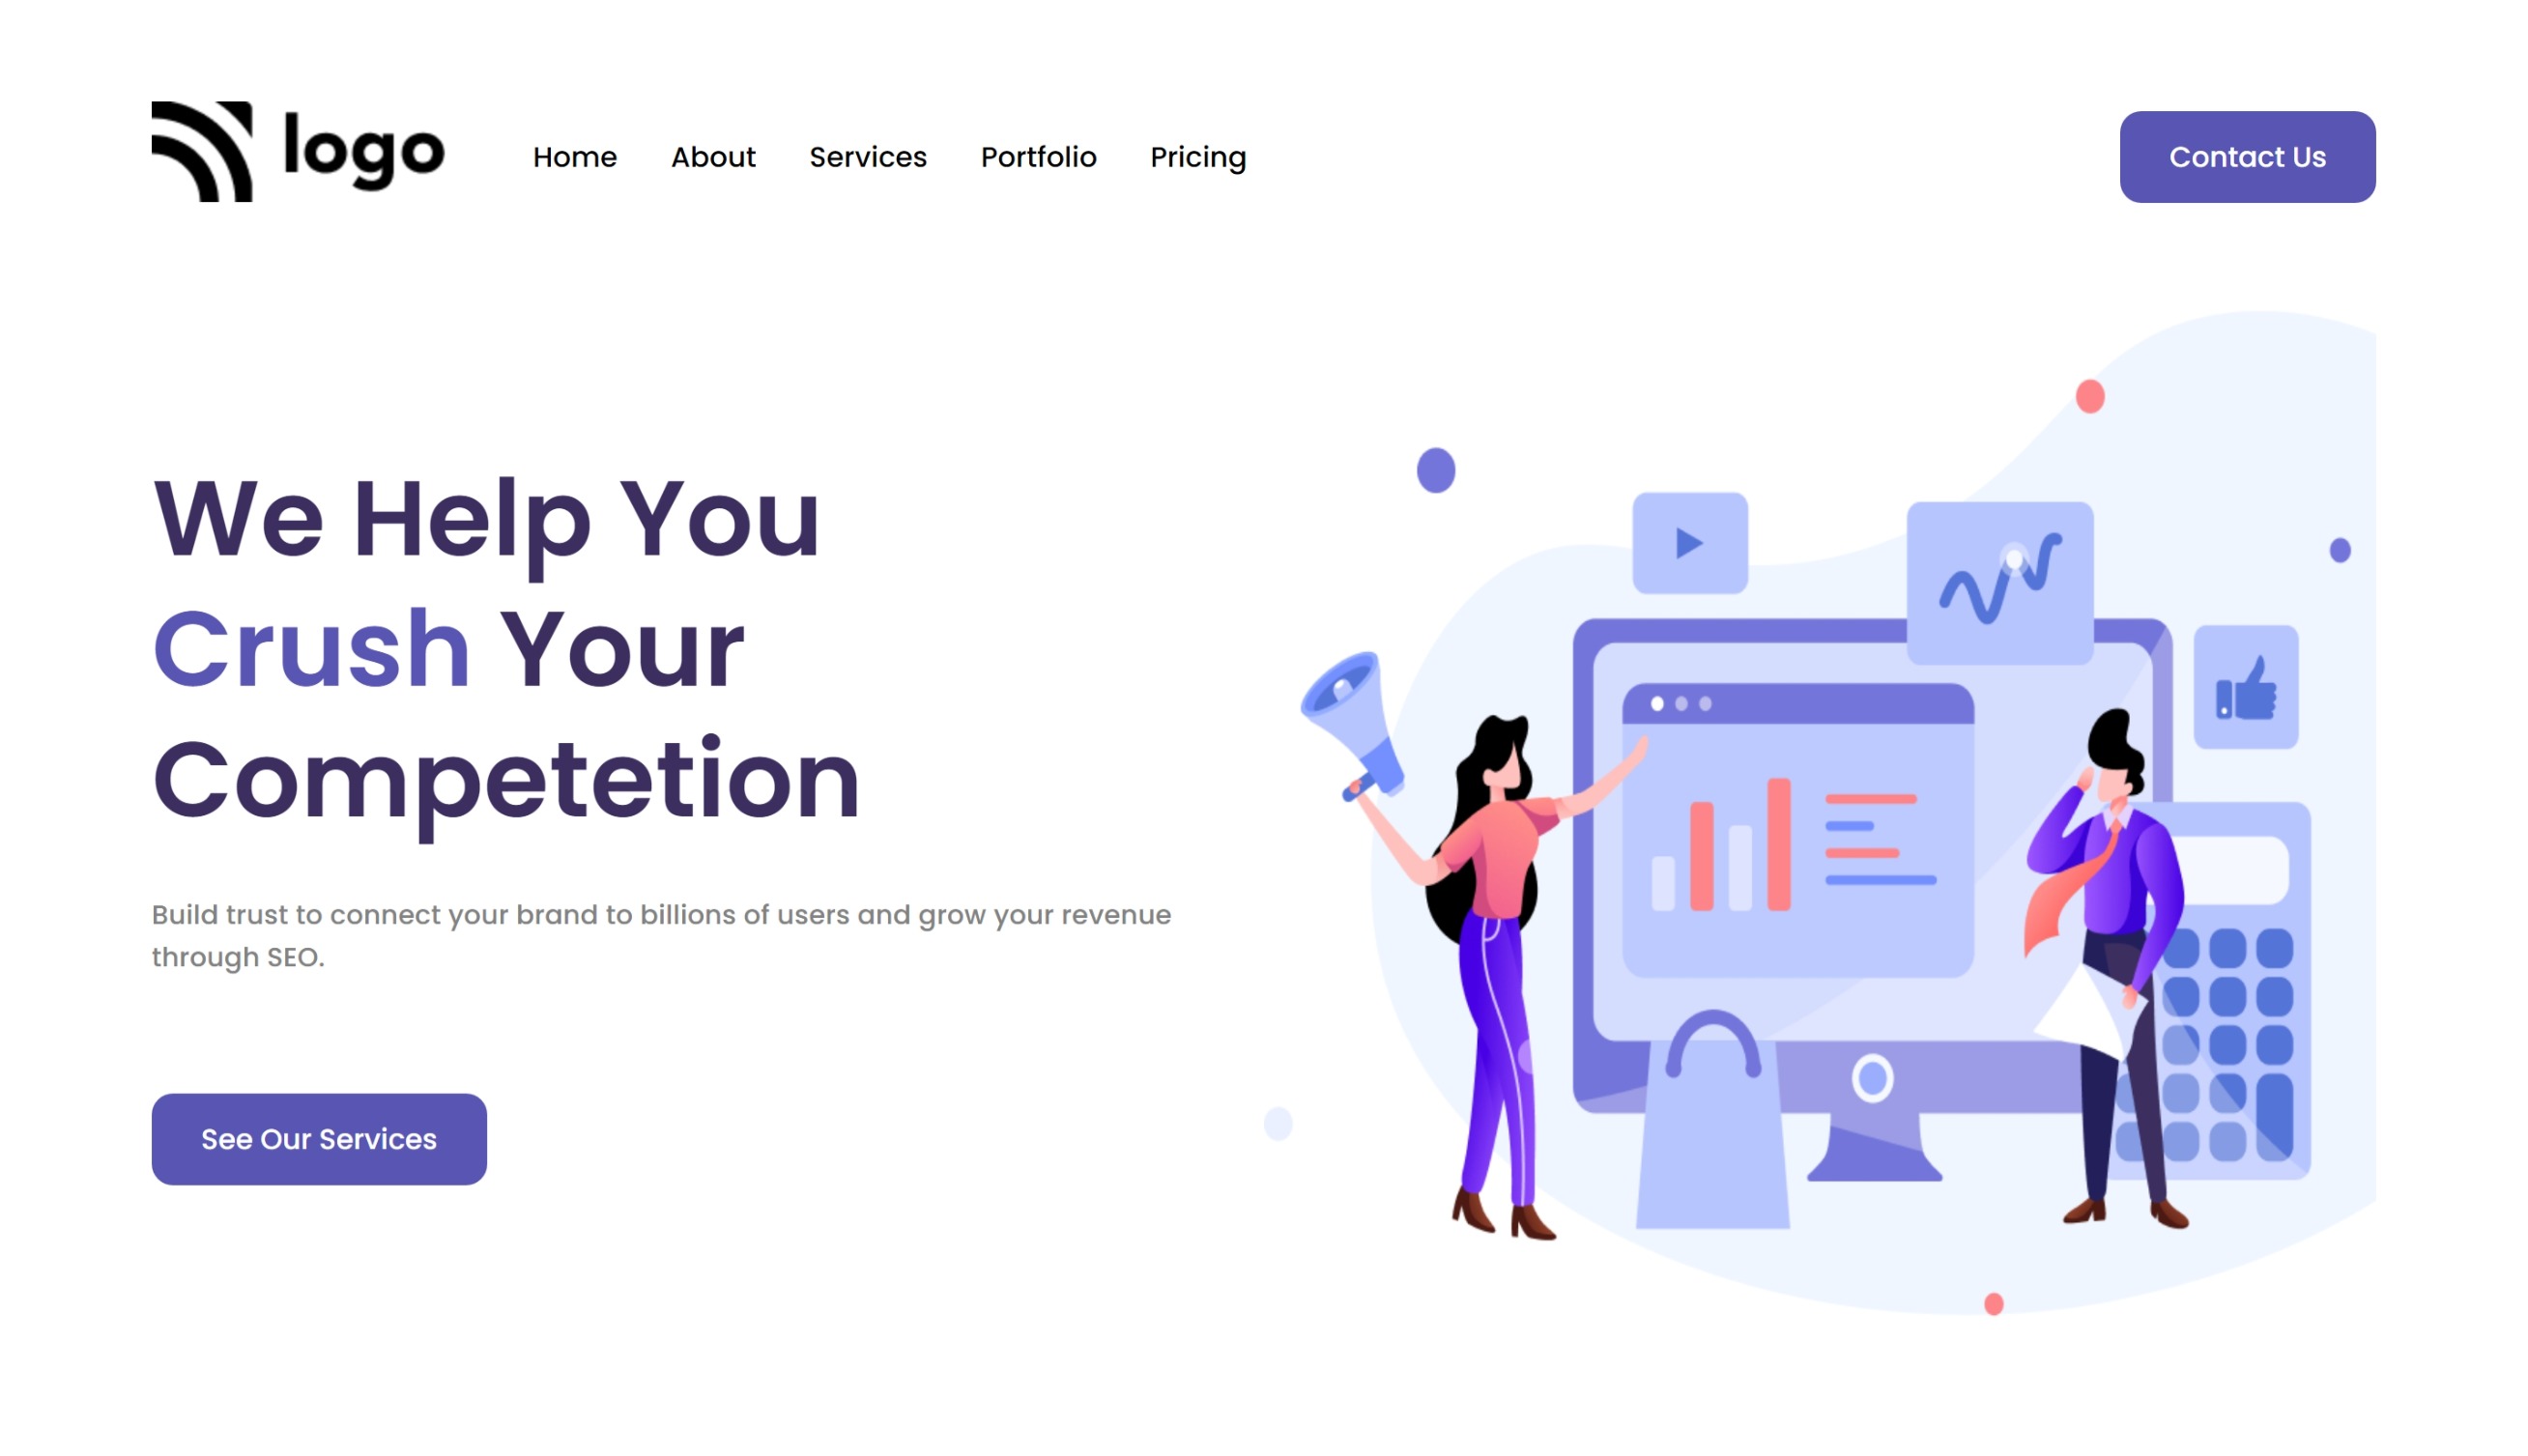 logo
Home About Services Portfolio Pricing
Contact Us
We Help You
Crush Your
Competetion
Build trust to connect your brand to billions of users and grow your revenue
through SEO.
See Our Services